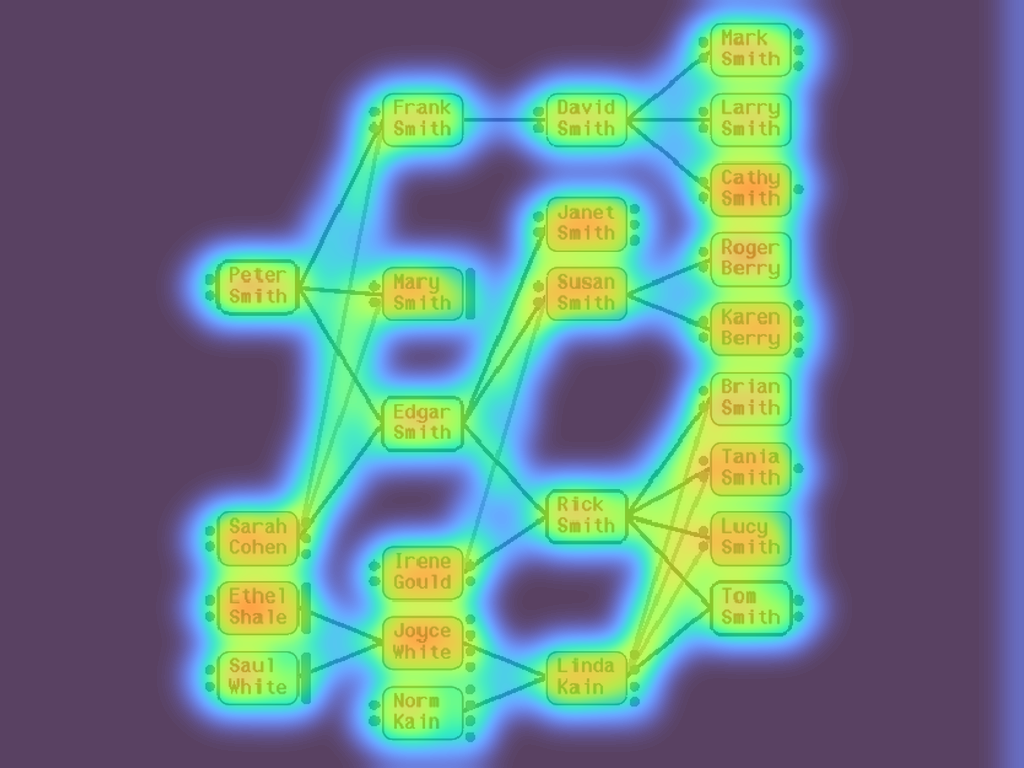 Mark
Smith
Frank
Smith
David
Smith
Larry
Smith
Cathy
Smith
Janet
Smith
Roger
Berry
Peter
Smith
Mary
Smith
Susan
Smith
Karen
Berry
Brian
Smith
Edgar
Smith
Tania
Smith
Rick
Smith
Sarah
Cohen
Lucy
Smith
Irene
Gould
Ethel
Shale
Tom
Smith
Joyce
White
Saul
White
Linda
Kain
Norm
Kain